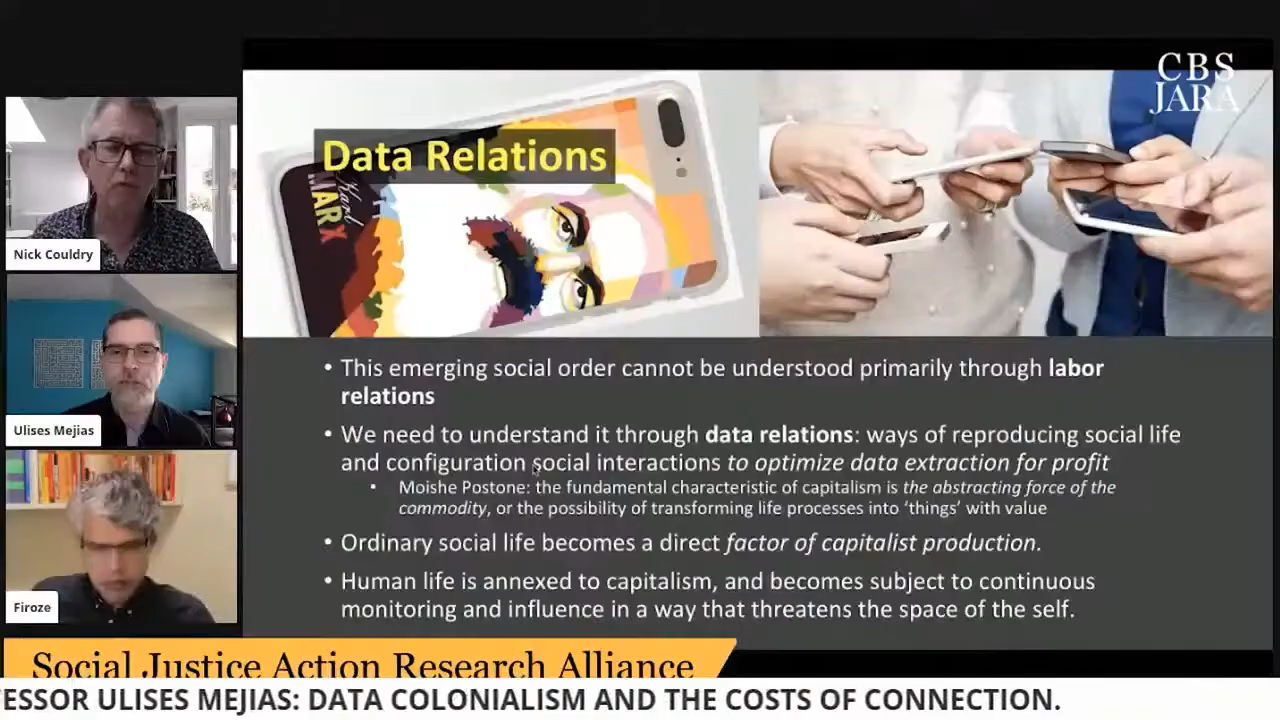 CBS
JARA
Data Relations
Karl
MARX
Nick Couldry
Ulises Mejias
Firoze
• This emerging social order cannot be understood primarily through labor
relations
• We need to understand it through data relations: ways of reproducing social life
and configuration social interactions to optimize data extraction for profit
• Moishe Postone: the fundamental characteristic of capitalism is the abstracting force of the
commodity, or the possibility of transforming life processes into ‘things’ with value
• Ordinary social life becomes a direct factor of capitalist production.
• Human life is annexed to capitalism, and becomes subject to continuous
monitoring and influence in a way that threatens the space of the self.
Social Justice Action Research Alliance
FESSOR ULISES MEJIAS: DATA COLONIALISM AND THE COSTS OF CONNECTION.